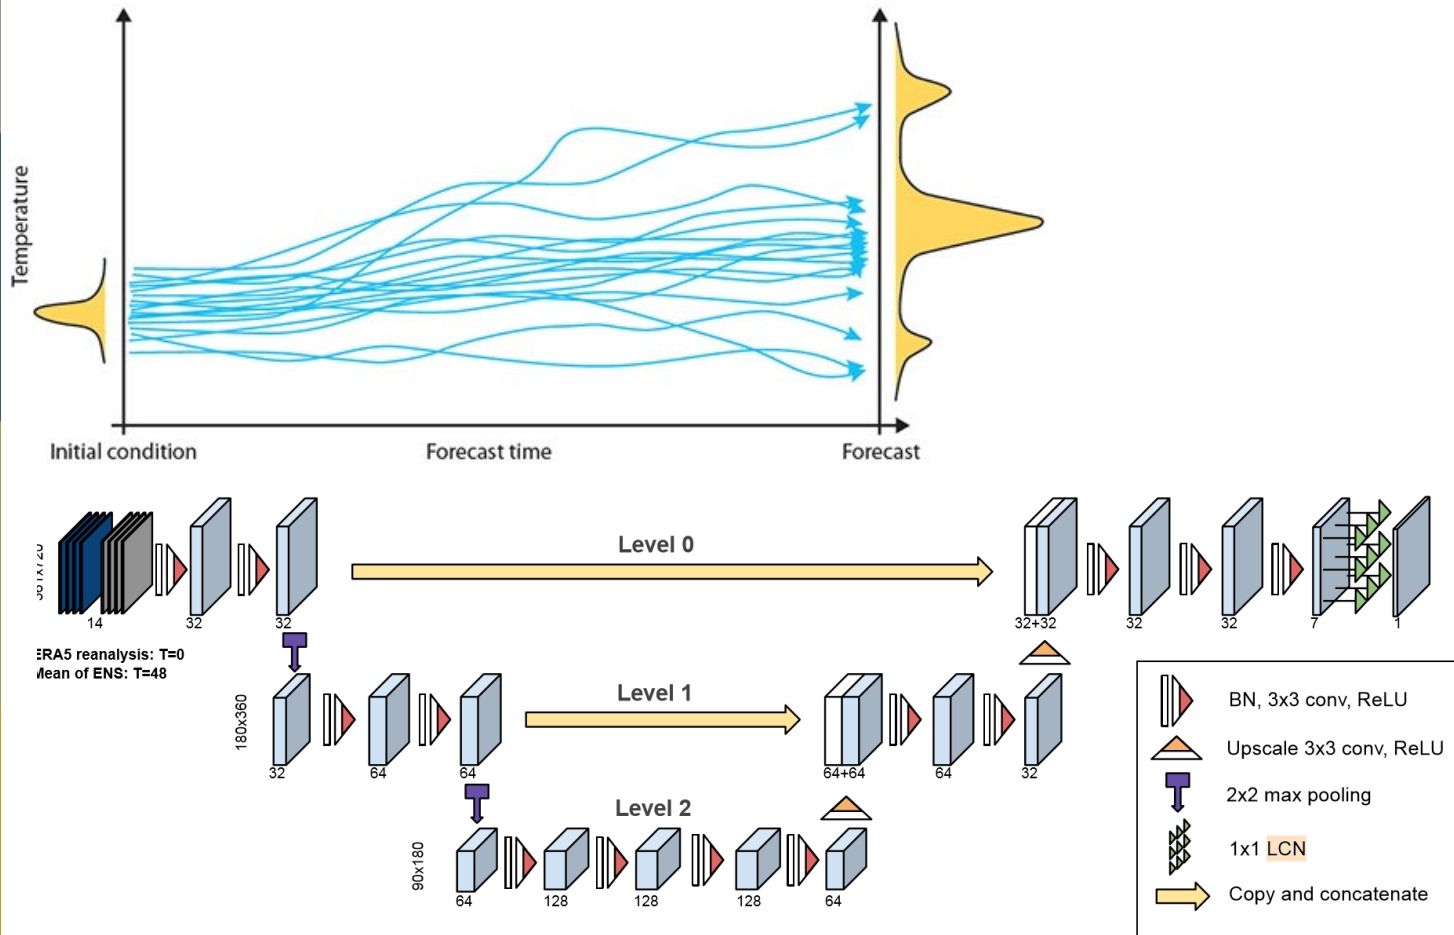 Temperature
Initial condition
Forecast time
Forecast
Level 0
14
32
32
32+32
32
32
7
1
ERA5 reanalysis: T=0
Mean of ENS: T=48
Level 1
180x360
32
64
64
64+64
64
32
Level 2
90x180
64
128
128
128
64
BN, 3x3 conv, ReLU
Upscale 3x3 conv, ReLU
2x2 max pooling
1x1 LCN
Copy and concatenate